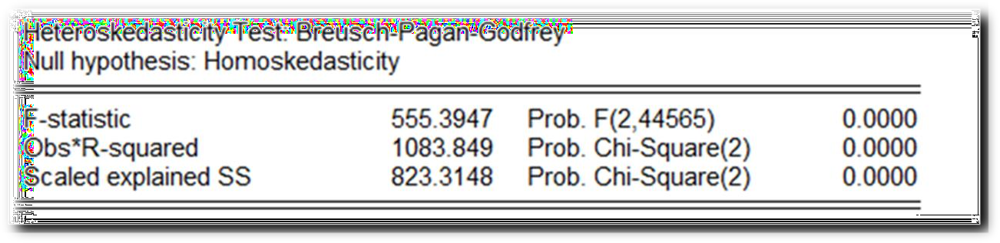 Heteroskedasticity Test: Breusch-Pagan-Godfrey
Null hypothesis: Homoskedasticity
F-statistic 555.3947 Prob. F(2,44565) 0.0000
Obs*R-squared 1083.849 Prob. Chi-Square(2) 0.0000
Scaled explained SS 823.3148 Prob. Chi-Square(2) 0.0000